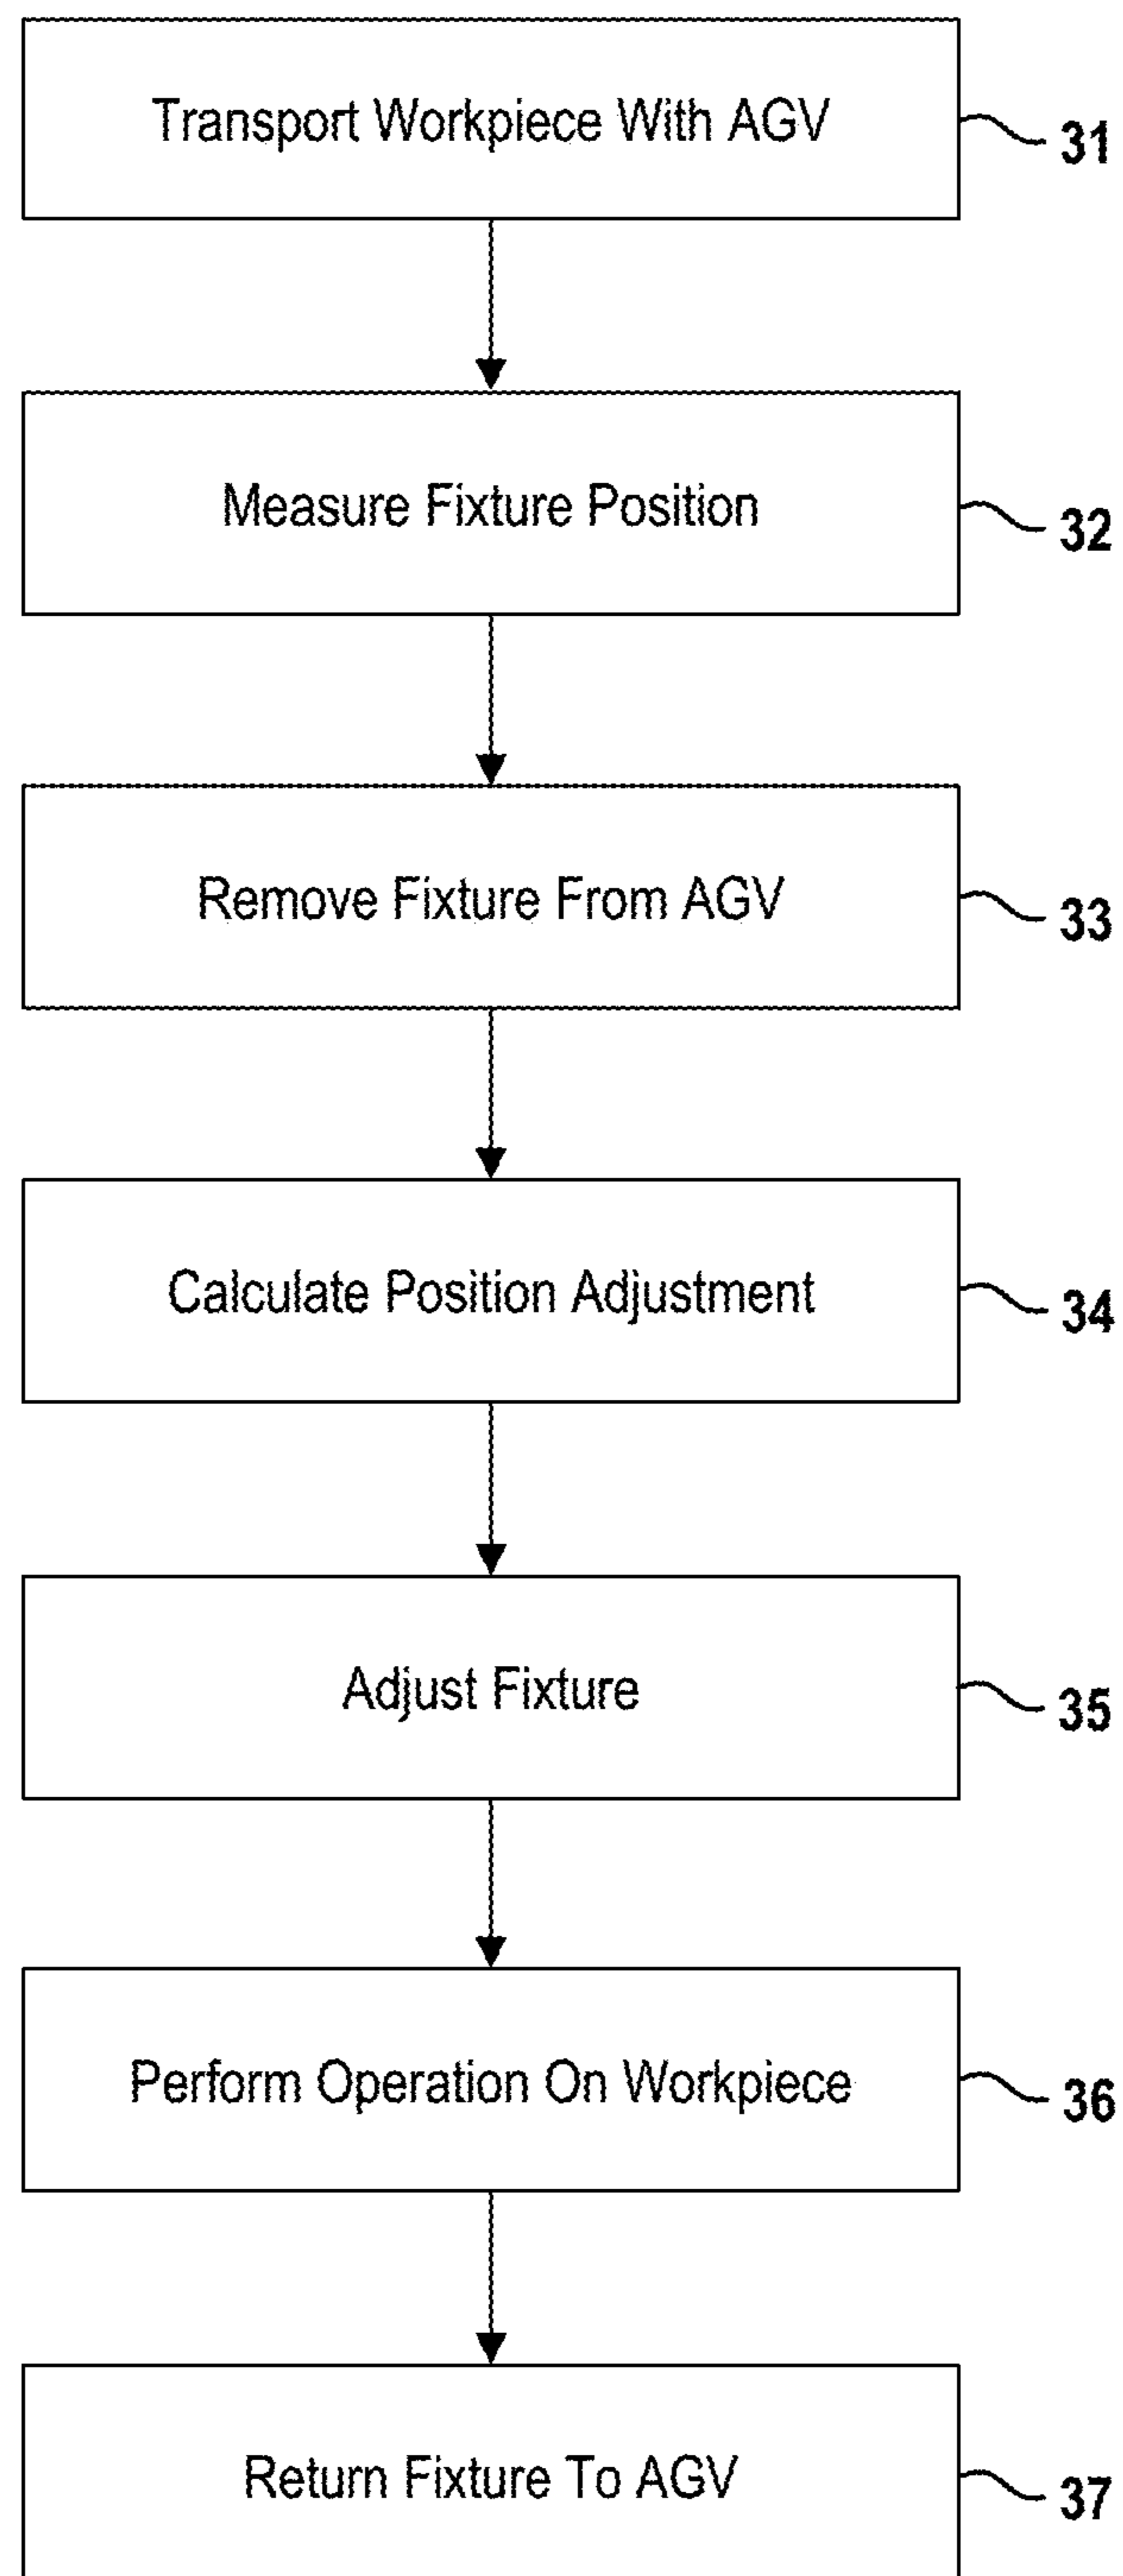 Transport Workpiece With AGV
31
Measure Fixture Position
32
Remove Fixture From AGV
33
Calculate Position Adjustment
34
Adjust Fixture
35
Perform Operation On Workpiece
36
Return Fixture To AGV
37